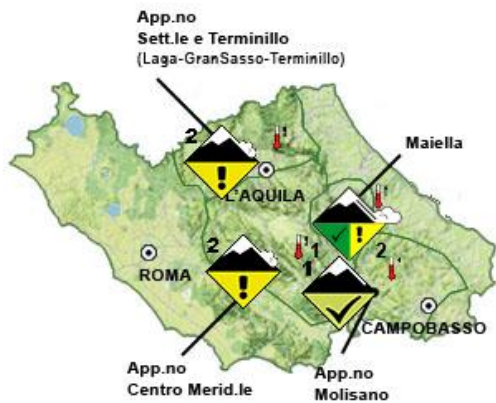 App.no
Sett.le e Terminillo
(Laga-GranSasso-Terminillo)
2
!
L'AQUILA
Maiella
!
2
1
1
2
ROMA
!
CAMPOBASSO
App.no
Centro Merid.le
App.no
Molisano